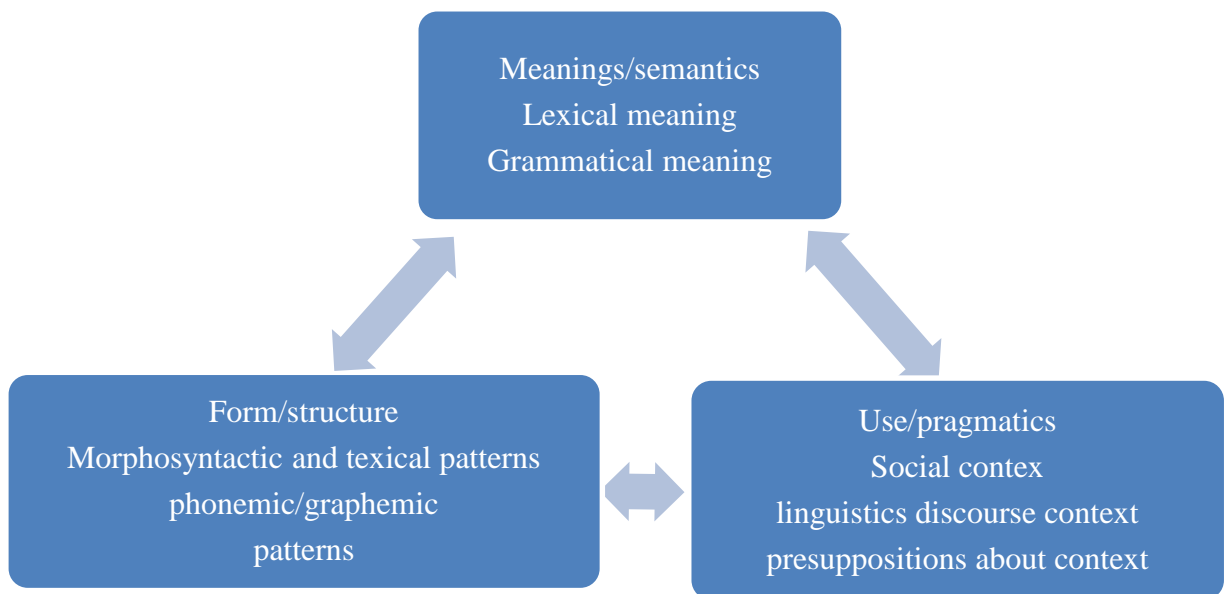 Meanings/semantics
Lexical meaning
Grammatical meaning
Form/structure
Morphosyntactic and texical patterns
phonemic/graphemic
patterns
Use/pragmatics
Social contex
linguistics discourse context
presuppositions about context